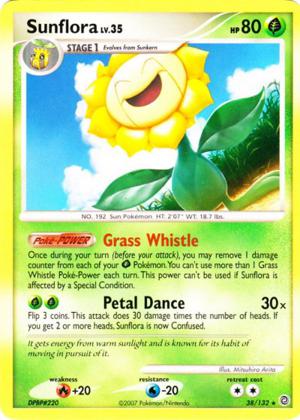 Sunflora LV.35
HP 80
STAGE 1 Evolves from Sunkern
NO. 192 Sun Pokémon HT: 2'07" WT: 18.7 lbs.
Poké-POWER Grass Whistle
Once during your turn (before your attack), you may remove 1
damage counter from each of your Pokémon. You can't use more than 1 Grass
Whistle Poké-Power each turn. This power can't be used if Sunflora is
affected by a Special Condition.
Petal Dance 30x
Flip 3 coins. This attack does 30 damage times the number of heads. If
you get 2 or more heads, Sunflora is now Confused.
It gets energy from warm sunlight and is known for its habit of
moving in pursuit of the sun.
Illus. Mitsuhiro Arita
weakness resistance retreat cost
+20 -20
DPBP#220 ©2007 Pokémon/Nintendo 38/132 ★